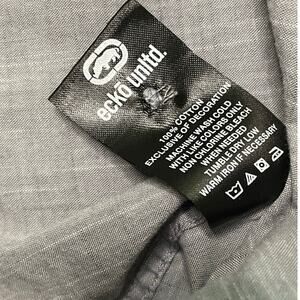 ecko unltd.
100% COTTON
EXCLUSIVE OF DECORATION
MACHINE WASH COLD
WITH LIKE COLORS ONLY
NON CHLORINE BLEACH
WHEN NEEDED
TUMBLE DRY LOW
WARM IRON IF NECESSARY